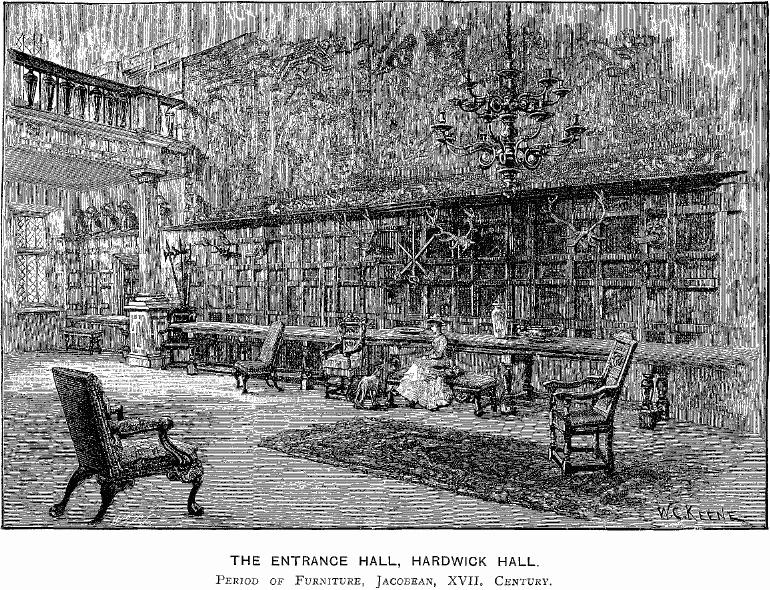 W.C. KEENE
THE ENTRANCE HALL, HARDWICK HALL.
PERIOD OF FURNITURE, JACOBEAN, XVII. CENTURY.